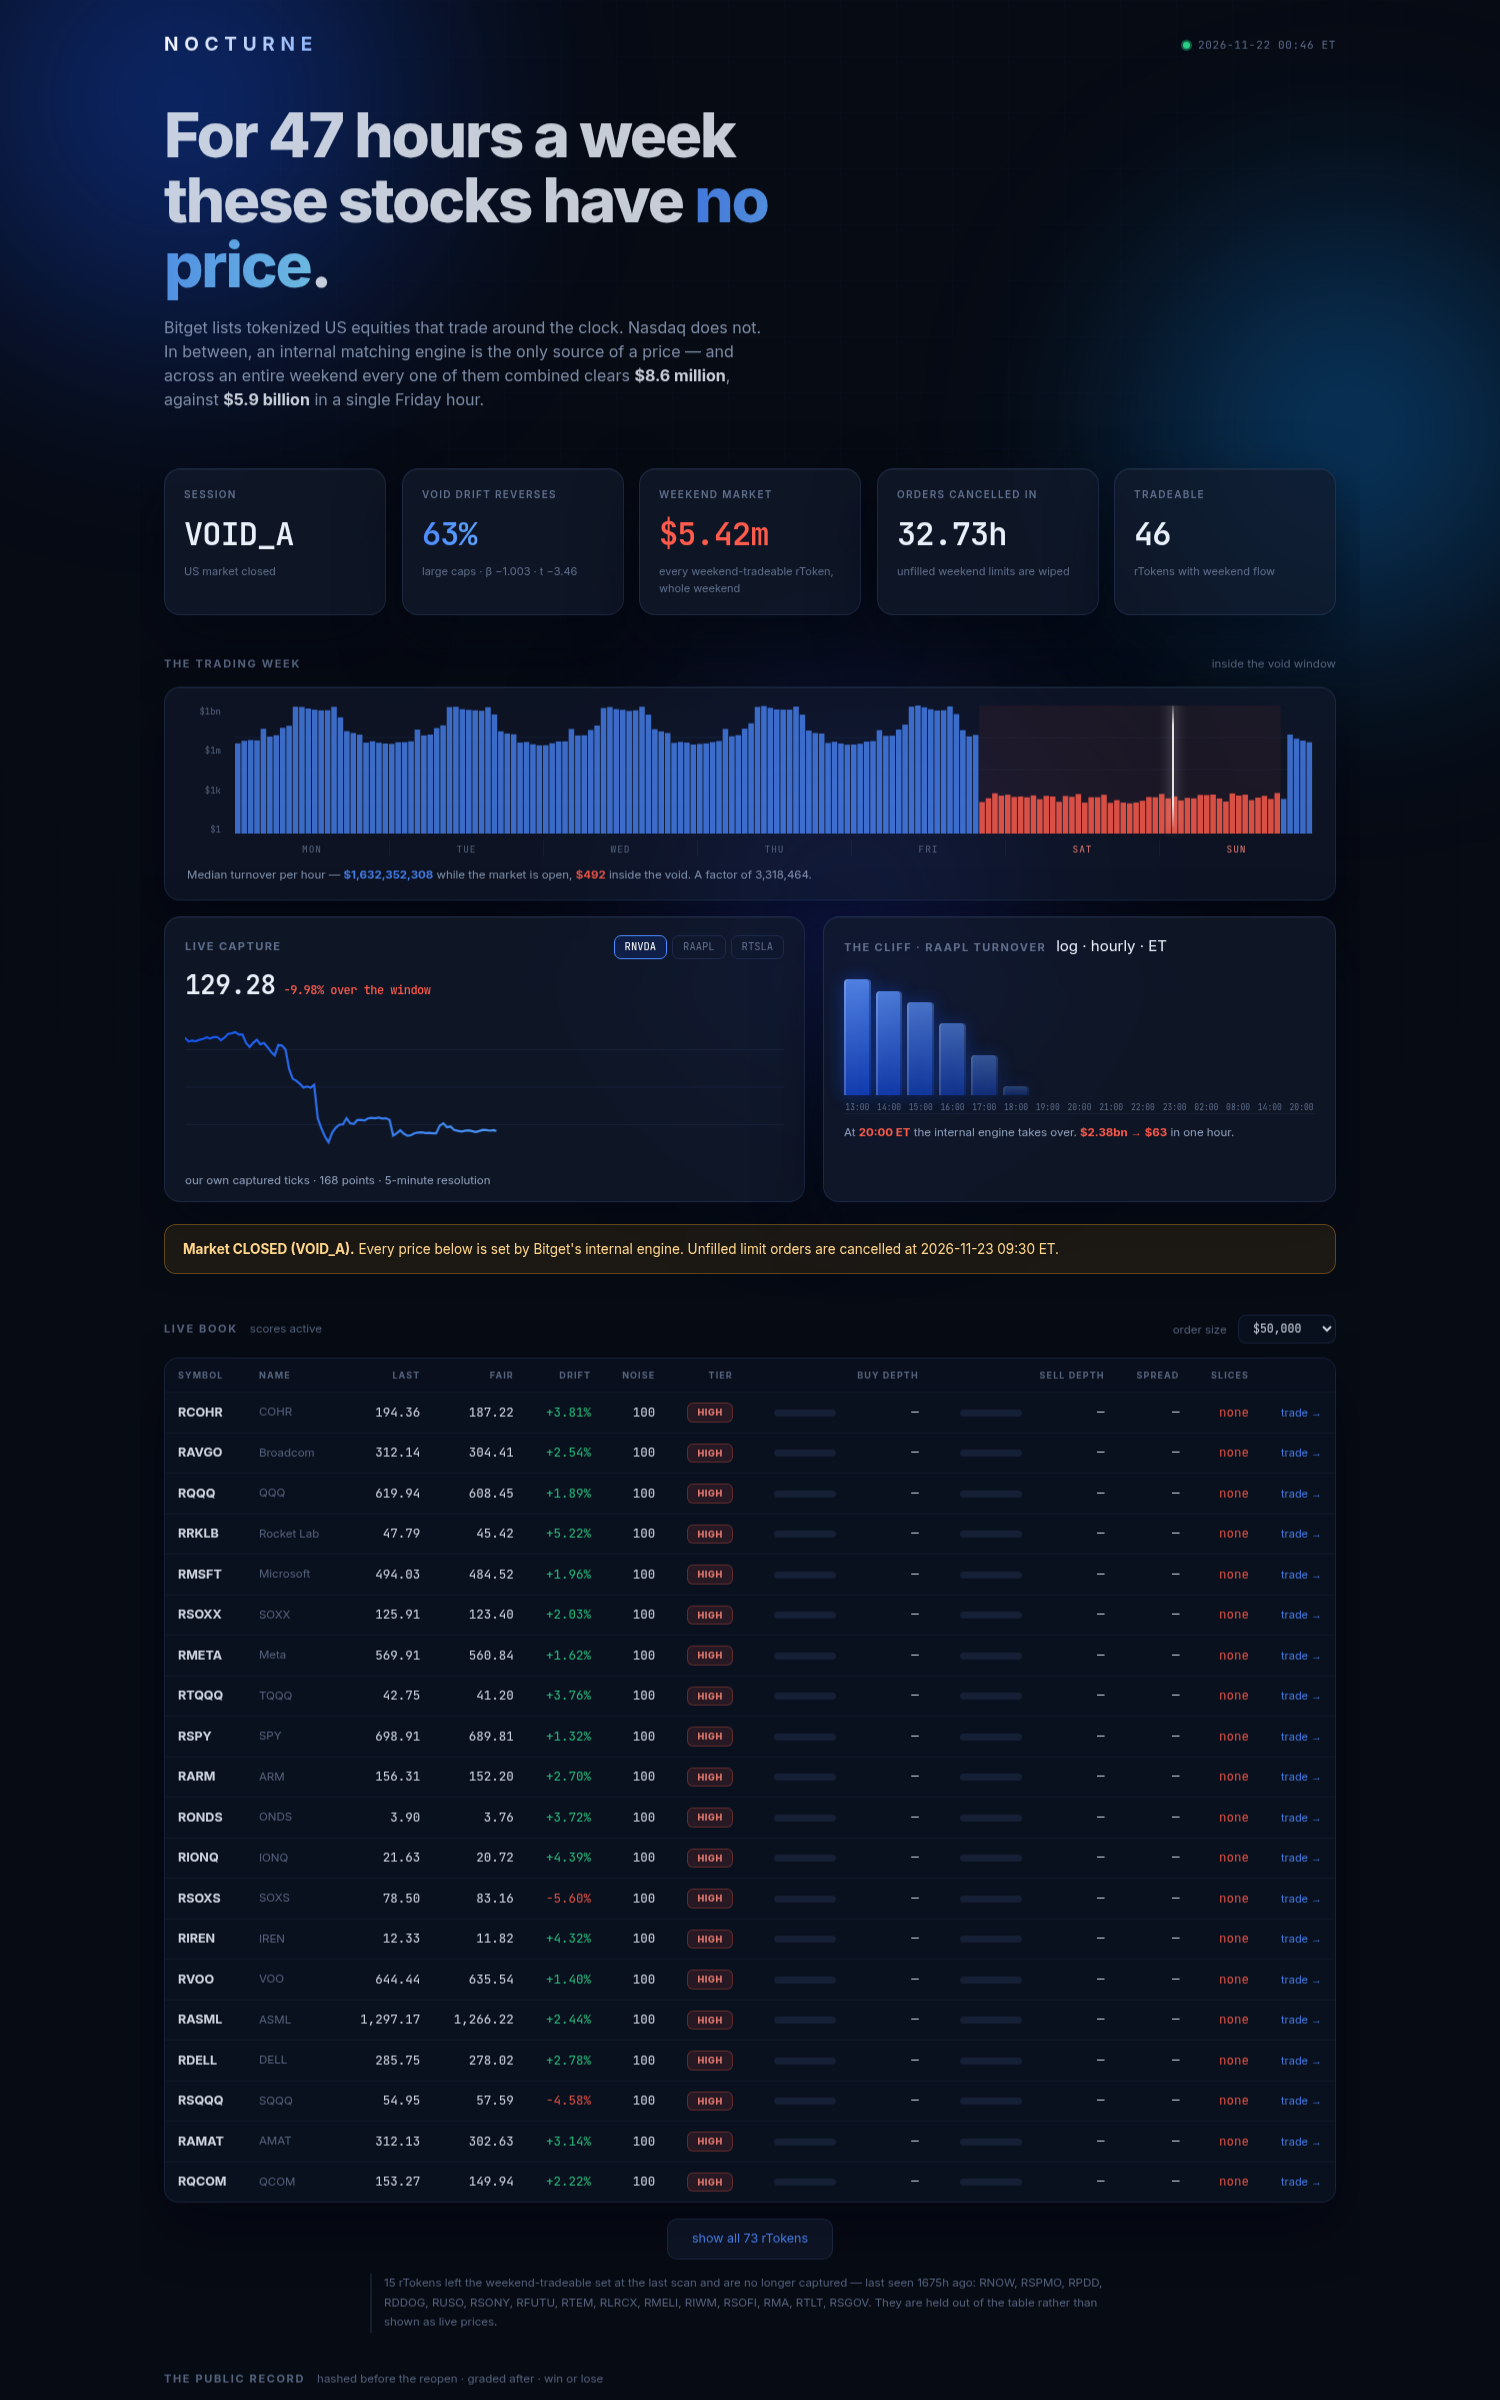 NOCTURNE
2026-11-22 00:46 ET
For 47 hours a week
these stocks have no
price.
Bitget lists tokenized US equities that trade around the clock. Nasdaq does not.
In between, an internal matching engine is the only source of a price — and
across an entire weekend every one of them combined clears $8.6 million,
against $5.9 billion in a single Friday hour.
SESSION
VOID_A
US market closed
VOID DRIFT REVERSES
63%
large caps · β −1.003 · t −3.46
WEEKEND MARKET
$5.42m
every weekend-tradeable rToken,
whole weekend
ORDERS CANCELLED IN
32.73h
unfilled weekend limits are wiped
TRADEABLE
46
rTokens with weekend flow
THE TRADING WEEK
inside the void window
$1bn
$1m
$1k
$1
MON TUE WED THU FRI SAT SUN
Median turnover per hour — $1,632,352,308 while the market is open, $492 inside the void. A factor of 3,318,464.
LIVE CAPTURE
RNVDA RAAPL RTSLA
129.28 -9.98% over the window
our own captured ticks · 168 points · 5-minute resolution
THE CLIFF · RAAPL TURNOVER log · hourly · ET
13:00 14:00 15:00 16:00 17:00 18:00 19:00 20:00 21:00 22:00 23:00 02:00 08:00 14:00 20:00
At 20:00 ET the internal engine takes over. $2.38bn → $63 in one hour.
Market CLOSED (VOID_A). Every price below is set by Bitget's internal engine. Unfilled limit orders are cancelled at 2026-11-23 09:30 ET.
LIVE BOOK scores active
order size $50,000
SYMBOL NAME LAST FAIR DRIFT NOISE TIER BUY DEPTH SELL DEPTH SPREAD SLICES
RCOHR COHR 194.36 187.22 +3.81% 100 HIGH — — — none trade →
RAVGO Broadcom 312.14 304.41 +2.54% 100 HIGH — — — none trade →
RQQQ QQQ 619.94 608.45 +1.89% 100 HIGH — — — none trade →
RRKLB Rocket Lab 47.79 45.42 +5.22% 100 HIGH — — — none trade →
RMSFT Microsoft 494.03 484.52 +1.96% 100 HIGH — — — none trade →
RSOXX SOXX 125.91 123.40 +2.03% 100 HIGH — — — none trade →
RMETA Meta 569.91 560.84 +1.62% 100 HIGH — — — none trade →
RTQQQ TQQQ 42.75 41.20 +3.76% 100 HIGH — — — none trade →
RSPY SPY 698.91 689.81 +1.32% 100 HIGH — — — none trade →
RARM ARM 156.31 152.20 +2.70% 100 HIGH — — — none trade →
RONDS ONDS 3.90 3.76 +3.72% 100 HIGH — — — none trade →
RIONQ IONQ 21.63 20.72 +4.39% 100 HIGH — — — none trade →
RSOXS SOXS 78.50 83.16 -5.60% 100 HIGH — — — none trade →
RIREN IREN 12.33 11.82 +4.32% 100 HIGH — — — none trade →
RVOO VOO 644.44 635.54 +1.40% 100 HIGH — — — none trade →
RASML ASML 1,297.17 1,266.22 +2.44% 100 HIGH — — — none trade →
RDELL DELL 285.75 278.02 +2.78% 100 HIGH — — — none trade →
RSQQQ SQQQ 54.95 57.59 -4.58% 100 HIGH — — — none trade →
RAMAT AMAT 312.13 302.63 +3.14% 100 HIGH — — — none trade →
RQCOM QCOM 153.27 149.94 +2.22% 100 HIGH — — — none trade →
show all 73 rTokens
15 rTokens left the weekend-tradeable set at the last scan and are no longer captured — last seen 1675h ago: RNOW, RSPMO, RPDD,
RDDOG, RUSO, RSONY, RFUTU, RTEM, RLRCX, RMELI, RIWM, RSOFI, RMA, RTLT, RSGOV. They are held out of the table rather than
shown as live prices.
THE PUBLIC RECORD hashed before the reopen · graded after · win or lose